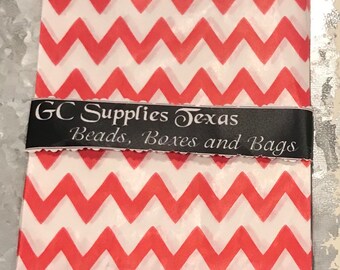 GC Supplies Texas
Beads, Boxes and Bags